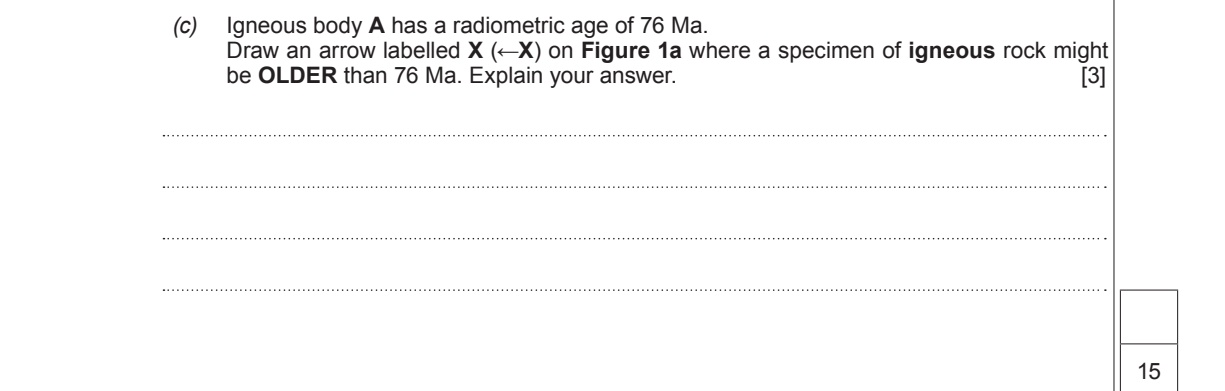 (c) Igneous body A has a radiometric age of 76 Ma.
Draw an arrow labelled X (←X) on Figure 1a where a specimen of igneous rock might
be OLDER than 76 Ma. Explain your answer. [3]
15